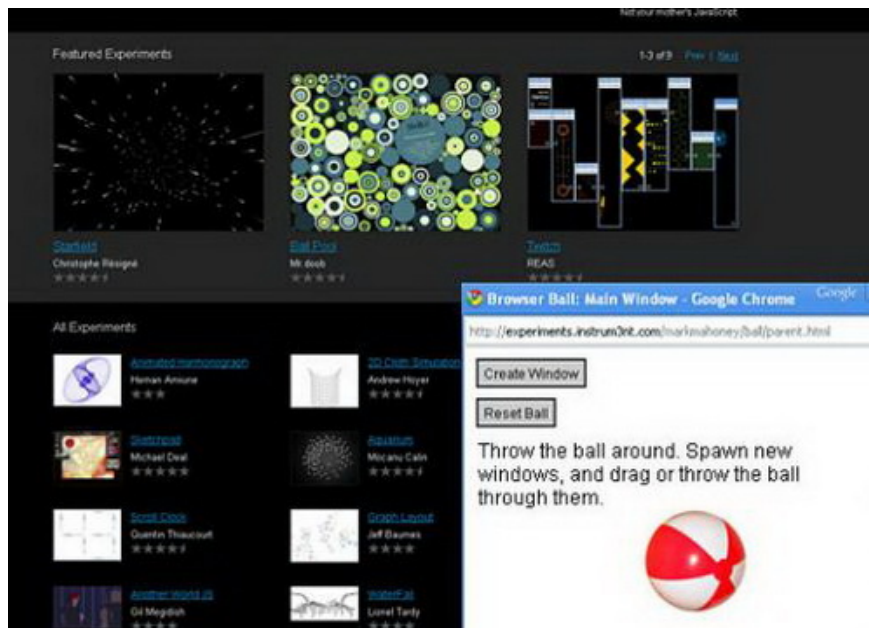 Not your mother's JavaScript.
Featured Experiments
1-3 of 9 Prev | Next
Starfield
Christophe Résigné
Ball Pool
Mr.doob
Twitch
REAS
All Experiments
Animated Harmonograph
Heman Amiune
2D Cloth Simulation
Andrew Hoyer
Sketchpad
Michael Deal
Aquarium
Mocanu Calin
Scroll Clock
Quentin Thiaucourt
Graph Layout
Jeff Baumes
Another World JS
Gil Megidish
WaterFall
Lionel Tardy
Browser Ball: Main Window - Google Chrome
Google
http://experiments.instrum3nt.com/markmahoney/ball/parent.html
Create Window
Reset Ball
Throw the ball around. Spawn new
windows, and drag or throw the ball
through them.